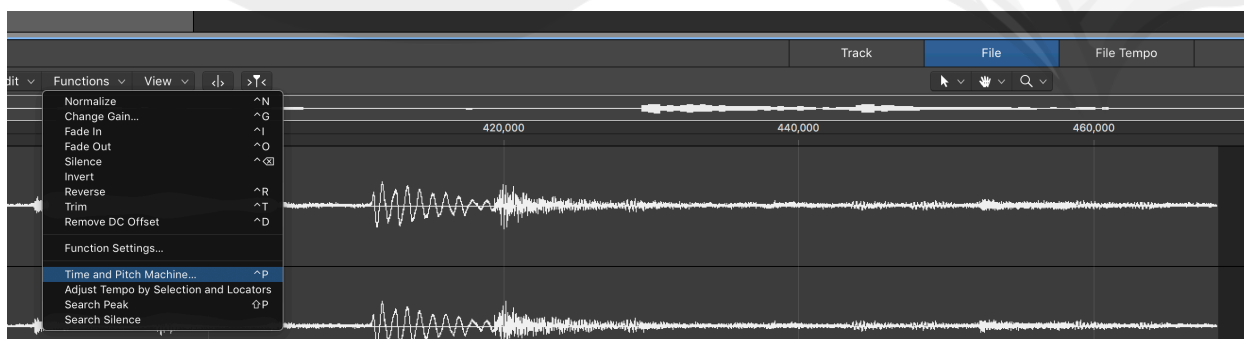 Track File File Tempo
dit Functions View
Normalize ^N
Change Gain... ^G
420,000 440,000 460,000
Fade In ^I
Fade Out ^O
Silence ^⌫
Invert
Reverse ^R
Trim ^T
Remove DC Offset ^D
Function Settings...
Time and Pitch Machine... ^P
Adjust Tempo by Selection and Locators
Search Peak ⇧P
Search Silence